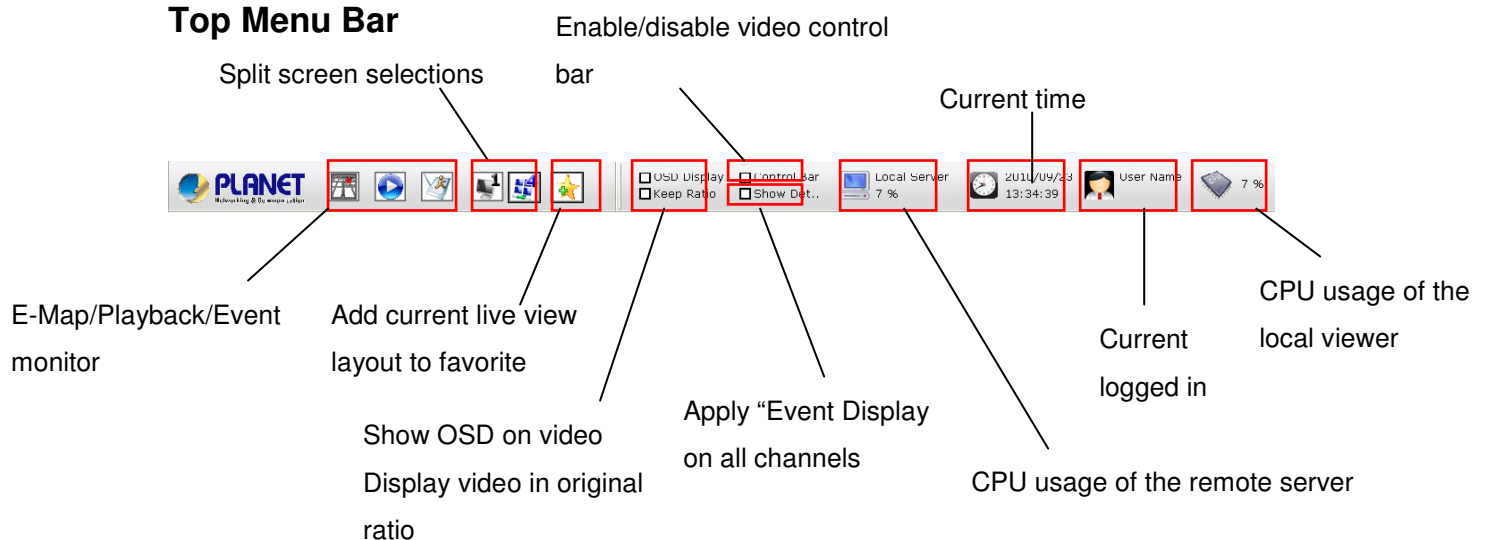 Top Menu Bar
Enable/disable video control
bar
Split screen selections
Current time
PLANET
Networking & Communication
OSD Display
Keep Ratio
Control Bar
Show Det..
Local Server
7 %
2010/09/23
13:34:39
User Name
7 %
E-Map/Playback/Event
monitor
Add current live view
layout to favorite
Show OSD on video
Display video in original
ratio
Apply “Event Display
on all channels
CPU usage of the remote server
Current
logged in
CPU usage of the
local viewer